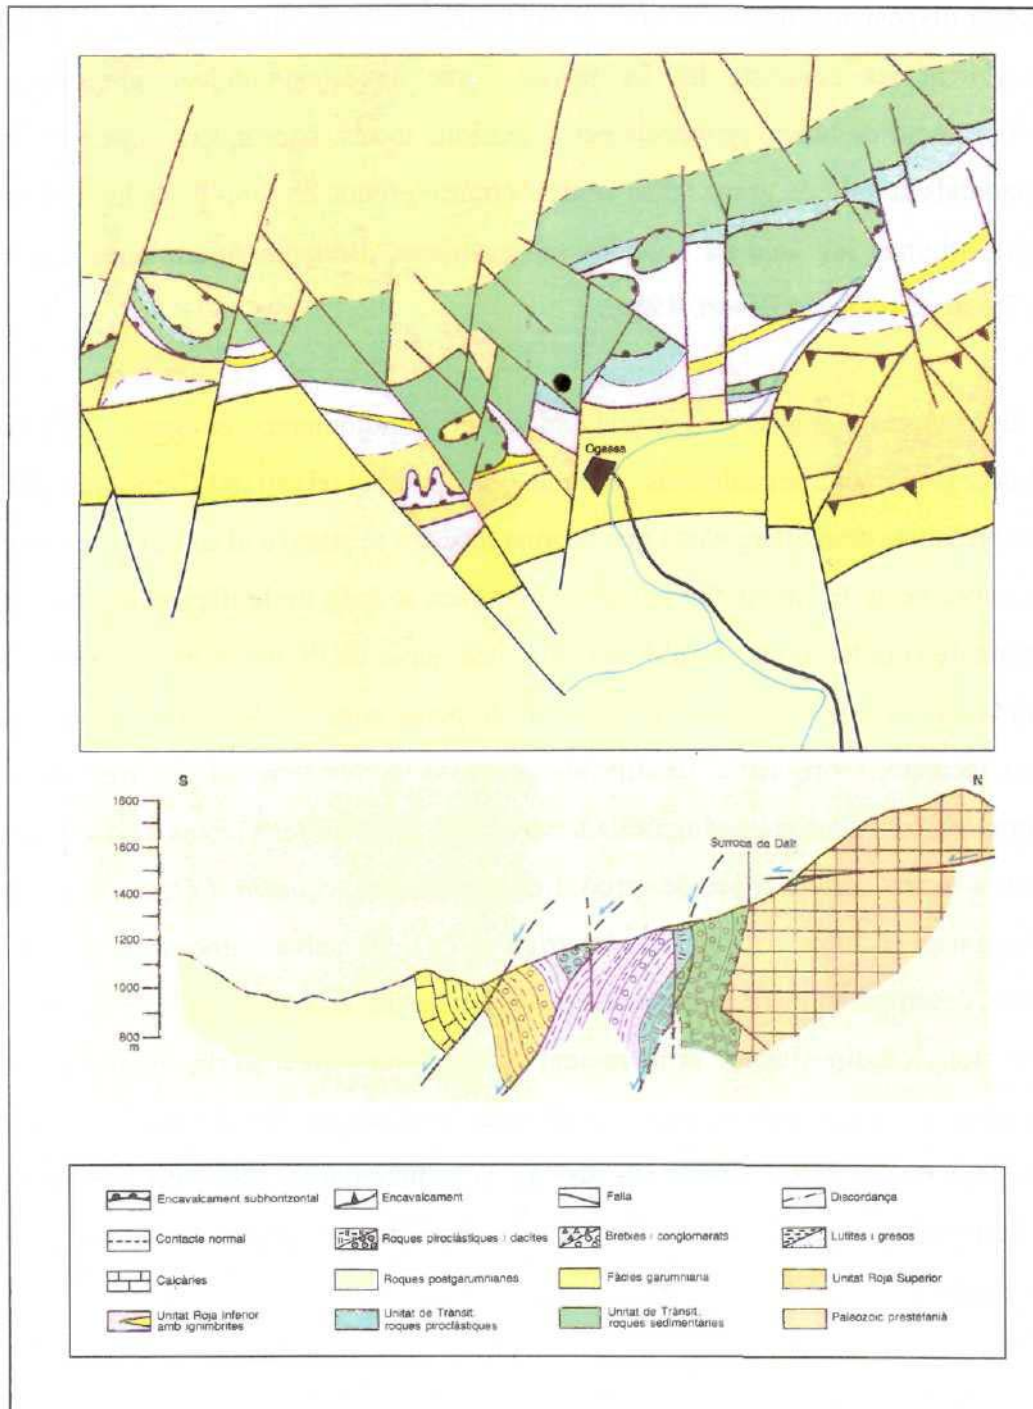 Ogassa
S
N
1800
1600
1400
1200
1000
800
m
Surroca de Dalt
Encavalcament subhoritzontal
Encavalcament
Falla
Discordança
Contacte normal
Roques piroclàstiques i dacites
Bretxes i conglomerats
Lutites i gresos
Calcàries
Roques postgarumnianes
Fàcies garumniana
Unitat Roja Superior
Unitat Roja Inferior
amb ignimbrites
Unitat de Trànsit,
roques piroclàstiques
Unitat de Trànsit,
roques sedimentàries
Paleozoic prestefanià